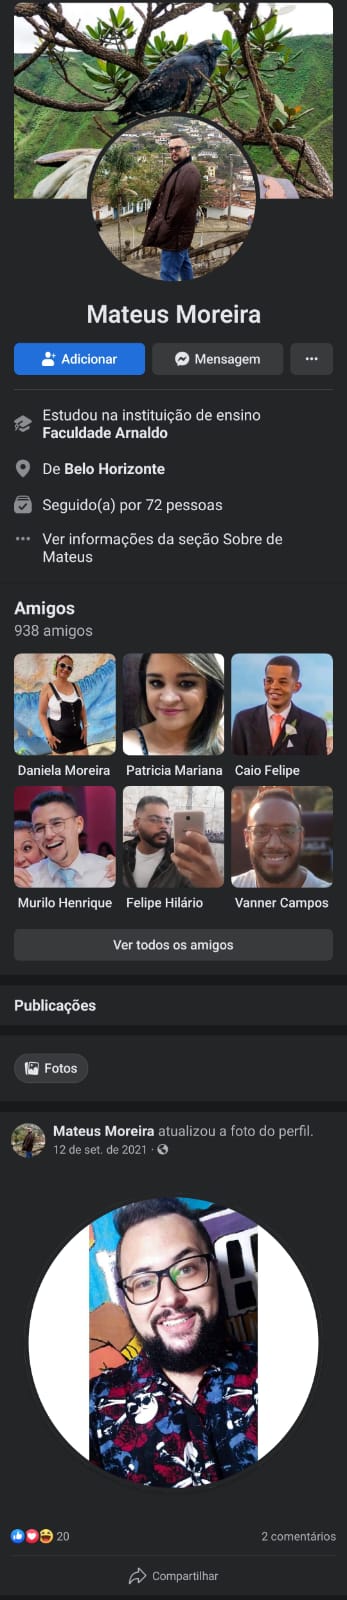 Mateus Moreira
Adicionar
Mensagem
Estudou na instituição de ensino
Faculdade Arnaldo
De Belo Horizonte
Seguido(a) por 72 pessoas
Ver informações da seção Sobre de
Mateus
Amigos
938 amigos
Daniela Moreira
Patricia Mariana
Caio Felipe
Murilo Henrique
Felipe Hilário
Vanner Campos
Ver todos os amigos
Publicações
Fotos
Mateus Moreira atualizou a foto do perfil.
12 de set. de 2021 ·
20
2 comentários
Compartilhar